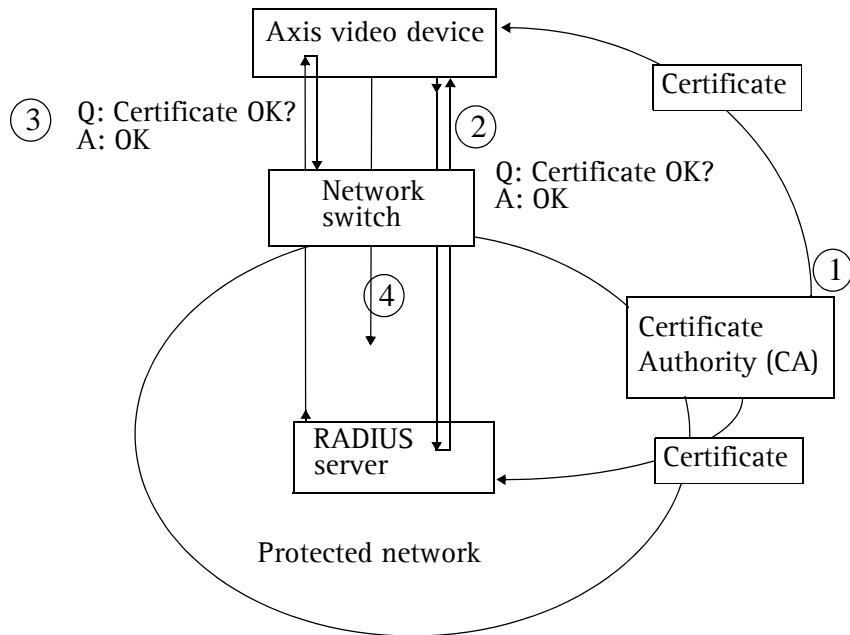 Axis video device
Certificate
3
Q: Certificate OK?
A: OK
2
Q: Certificate OK?
A: OK
Network
switch
1
4
Certificate
Authority (CA)
RADIUS
server
Certificate
Protected network